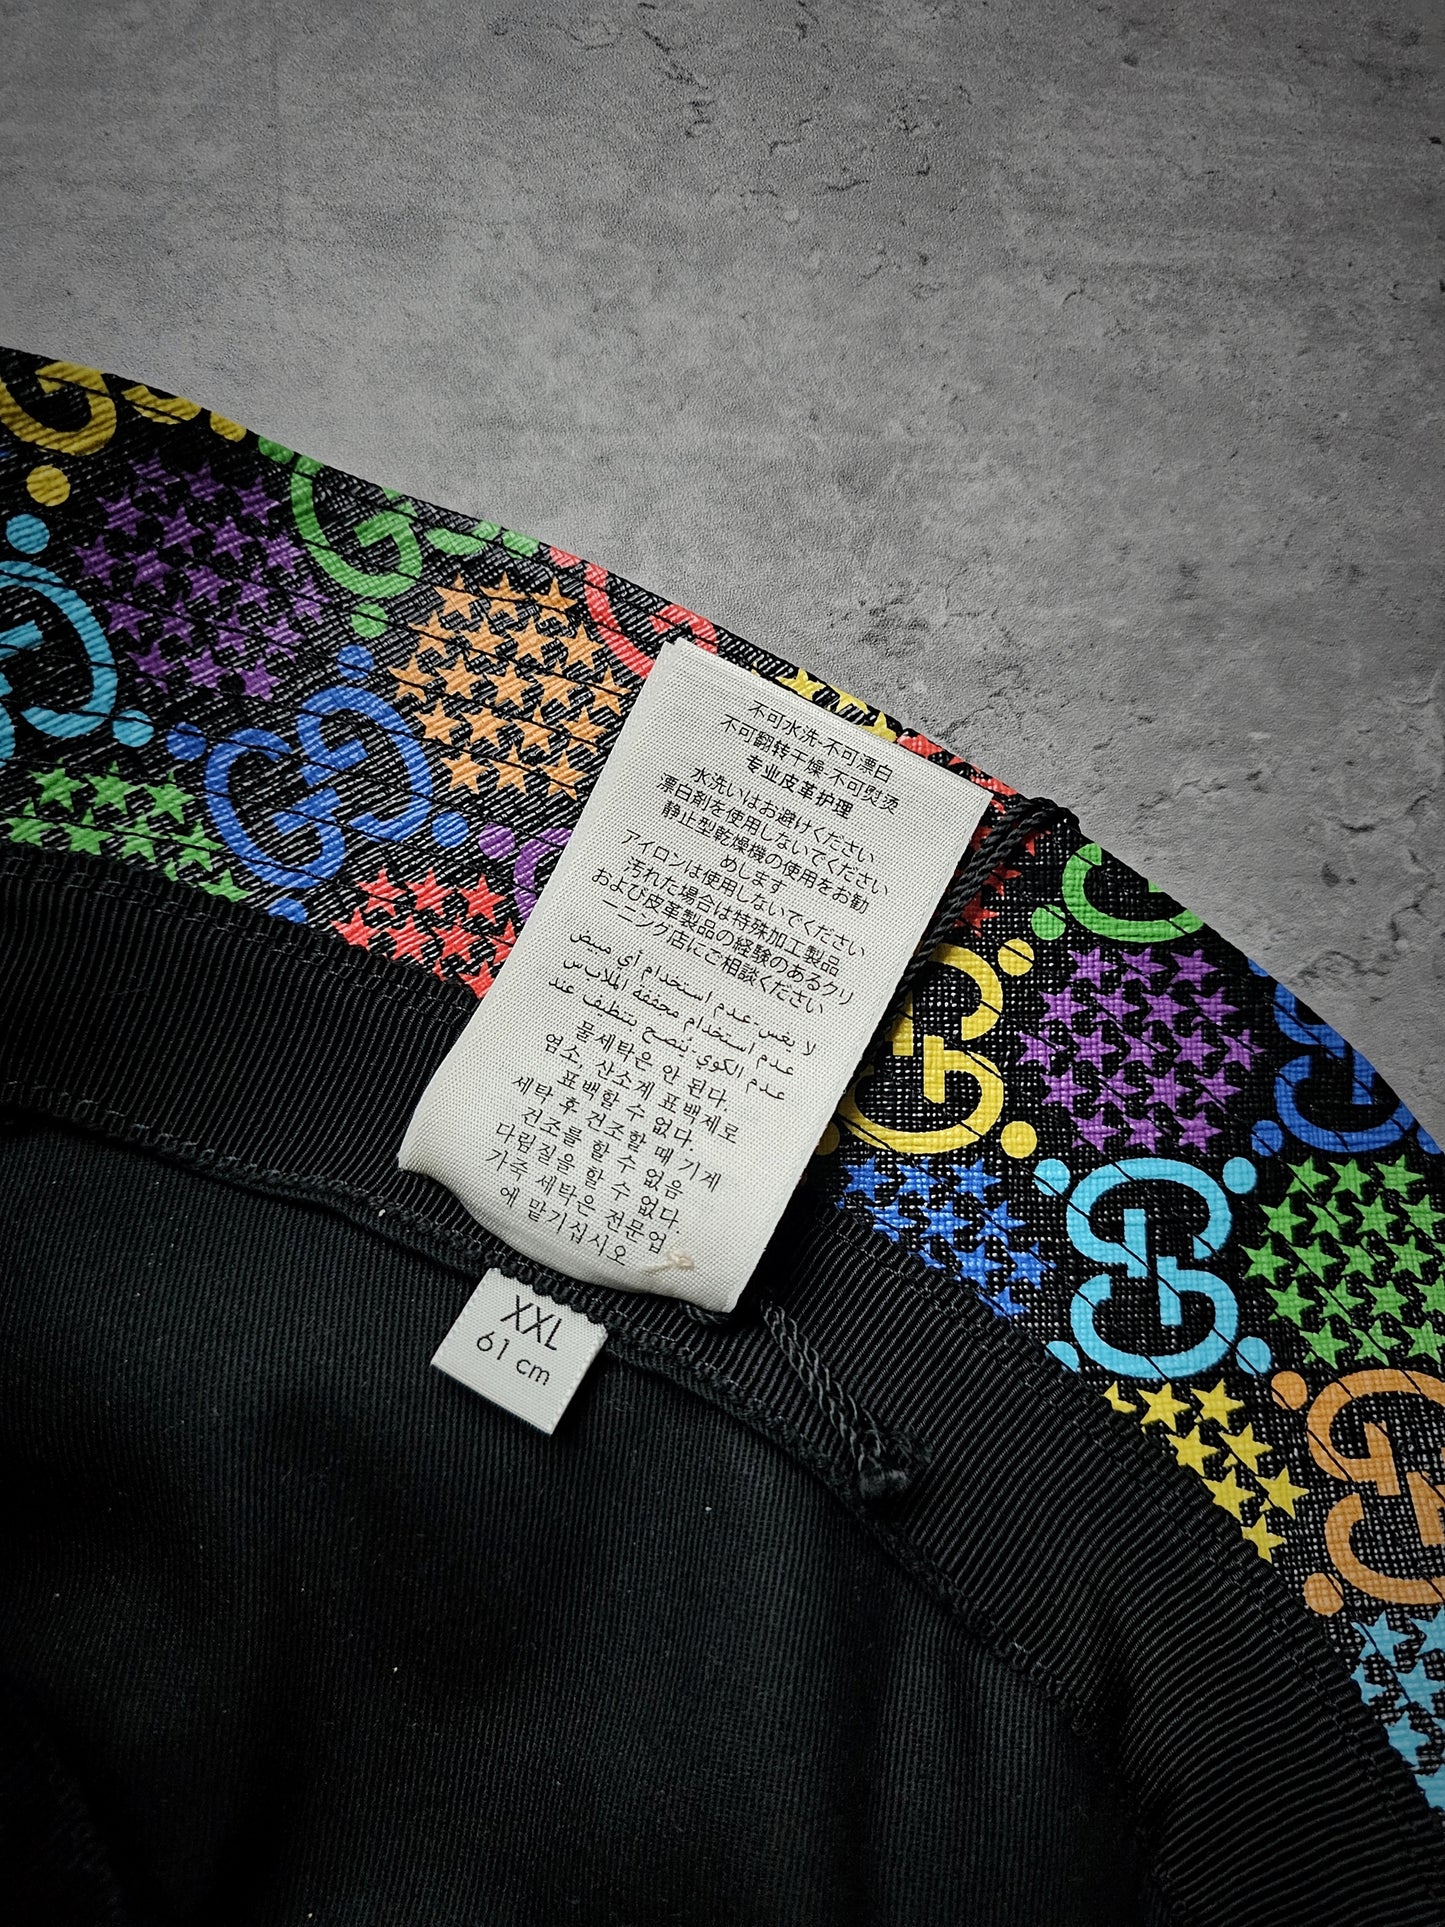 不可水洗-不可漂白
不可翻转干燥-不可熨烫
专业皮革护理
水洗いはお避けください
漂白剤を使用しないでください
静止型乾燥機の使用をお勧
めします
アイロンは使用しないでください
汚れた場合は特殊加工製品
および皮革製品の経験のあるクリ
ーニング店にご相談ください
لا يغس-عدم استخدام أي مبيض
عدم استخدام مجففة الملابس
عدم الكوي-يُنصح بتنظيف عند
물세탁은 안 된다.
염소, 산소계 표백제로
표백할 수 없다.
세탁 후 건조할 때 기계
건조를 할 수 없음
다림질을 할 수 없다.
가죽 세탁은 전문업
에 맡기십시오
XXL
61 cm